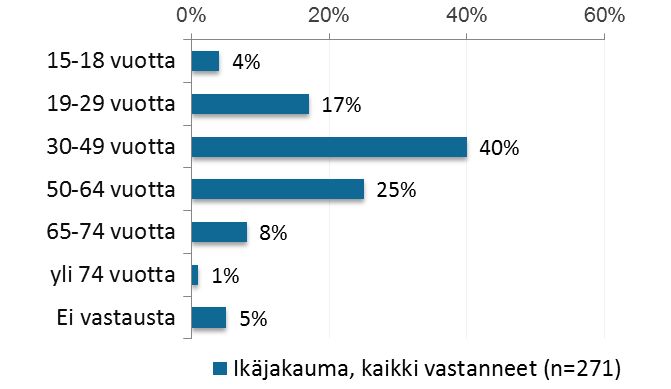 0% 20% 40% 60%
15-18 vuotta 4%
19-29 vuotta 17%
30-49 vuotta 40%
50-64 vuotta 25%
65-74 vuotta 8%
yli 74 vuotta 1%
Ei vastausta 5%
Ikäjakauma, kaikki vastanneet (n=271)